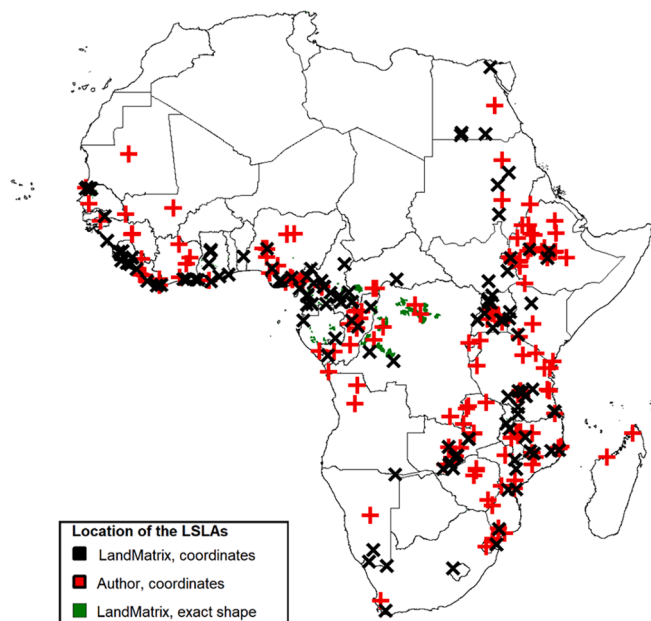 Location of the LSLAs
LandMatrix, coordinates
Author, coordinates
LandMatrix, exact shape